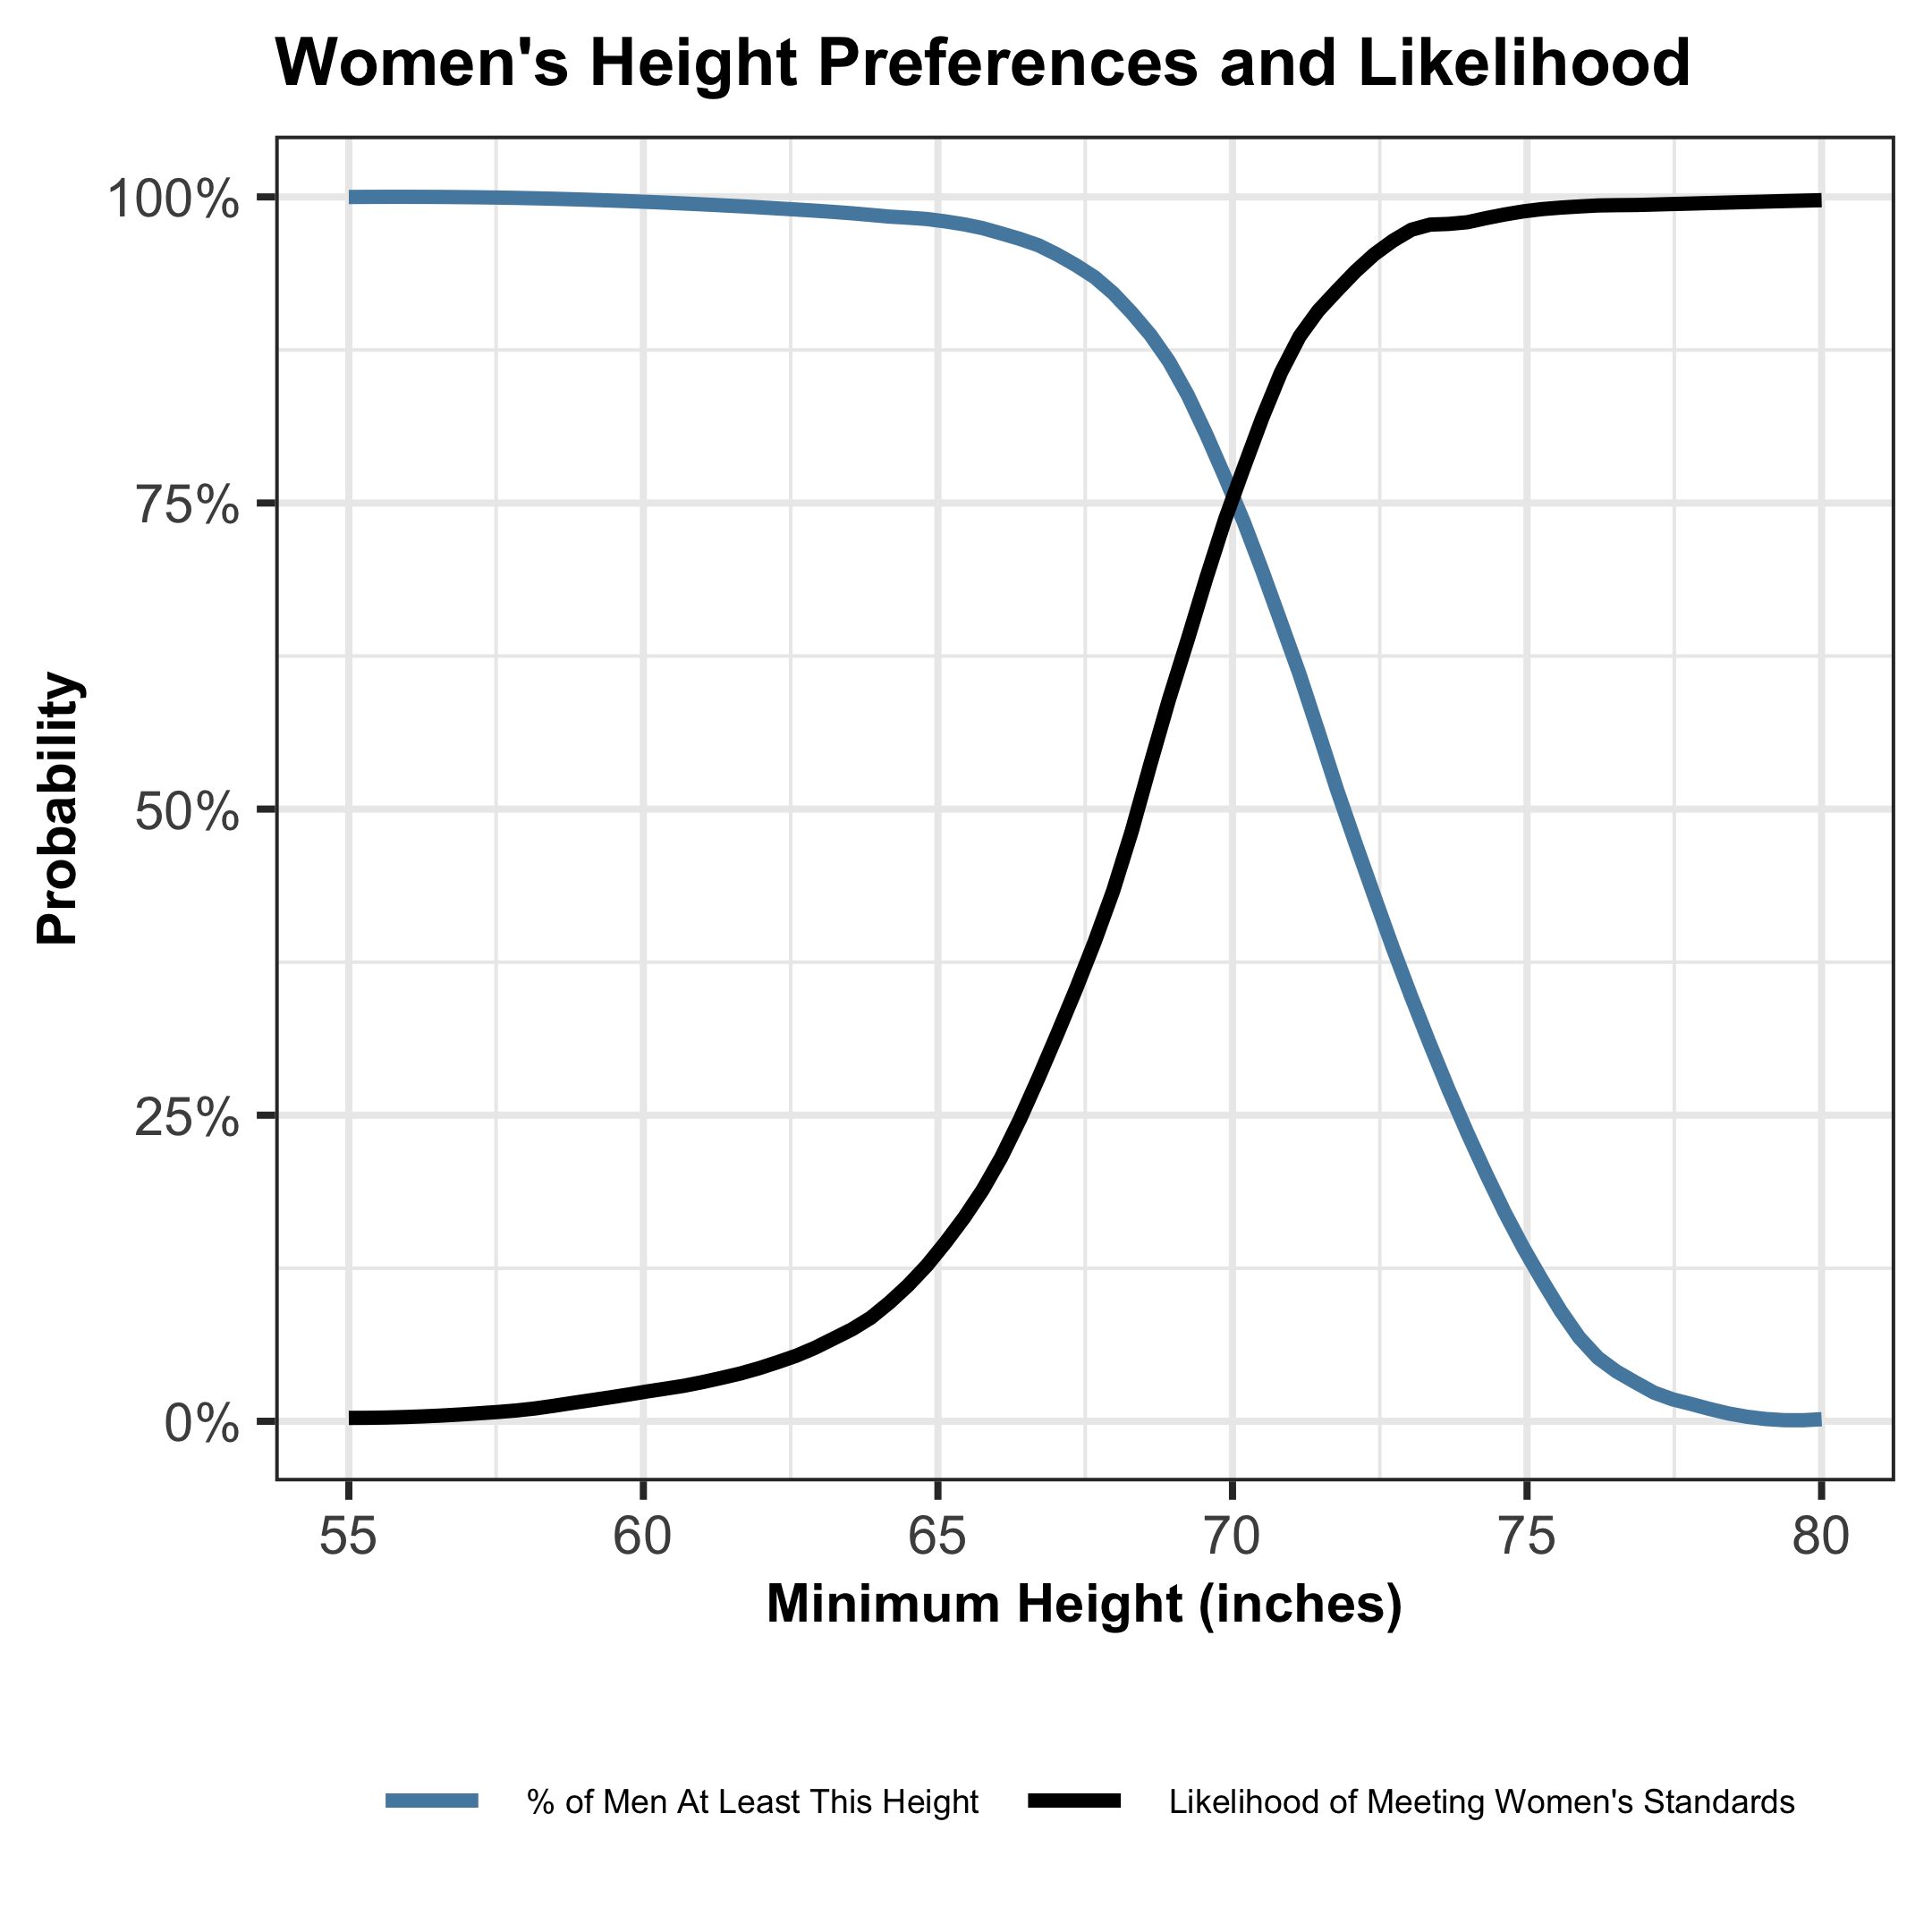 Women's Height Preferences and Likelihood
100%
75%
50%
25%
0%
Probability
55 60 65 70 75 80
Minimum Height (inches)
% of Men At Least This Height Likelihood of Meeting Women's Standards